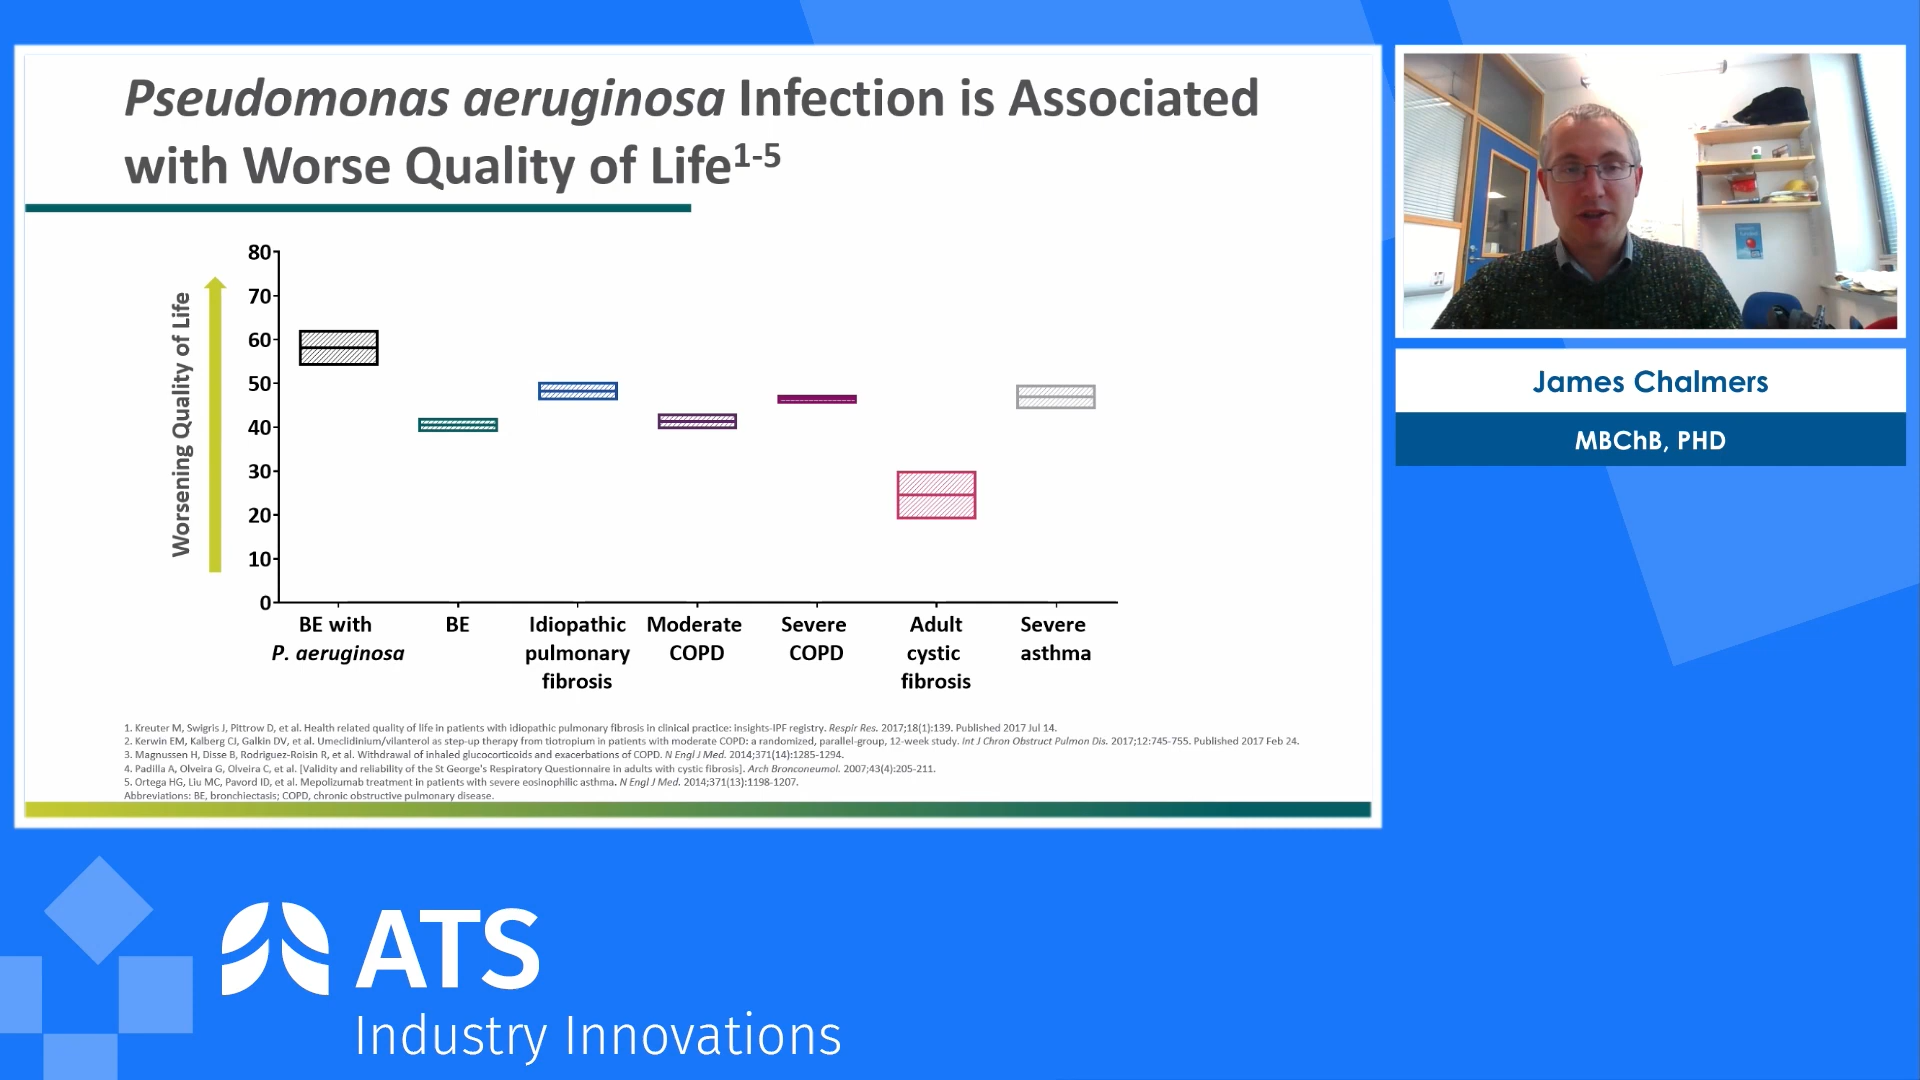 Pseudomonas aeruginosa Infection is Associated
with Worse Quality of Life1-5
Worsening Quality of Life
80
70
60
50
40
30
20
10
0
BE with
P. aeruginosa
BE
Idiopathic
pulmonary
fibrosis
Moderate
COPD
Severe
COPD
Adult
cystic
fibrosis
Severe
asthma
1. Kreuter M, Swigris J, Pittrow D, et al. Health related quality of life in patients with idiopathic pulmonary fibrosis in clinical practice: insights-IPF registry. Respir Res. 2017;18(1):139. Published 2017 Jul 14.
2. Kerwin EM, Kalberg CJ, Galkin DV, et al. Umeclidinium/vilanterol as step-up therapy from tiotropium in patients with moderate COPD: a randomized, parallel-group, 12-week study. Int J Chron Obstruct Pulmon Dis. 2017;12:745-755. Published 2017 Feb 24.
3. Magnussen H, Disse B, Rodriguez-Roisin R, et al. Withdrawal of inhaled glucocorticoids and exacerbations of COPD. N Engl J Med. 2014;371(14):1285-1294.
4. Padilla A, Olveira G, Olveira C, et al. [Validity and reliability of the St George's Respiratory Questionnaire in adults with cystic fibrosis]. Arch Bronconeumol. 2007;43(4):205-211.
5. Ortega HG, Liu MC, Pavord ID, et al. Mepolizumab treatment in patients with severe eosinophilic asthma. N Engl J Med. 2014;371(13):1198-1207.
Abbreviations: BE, bronchiectasis; COPD, chronic obstructive pulmonary disease.
James Chalmers
MBChB, PHD
ATS
Industry Innovations